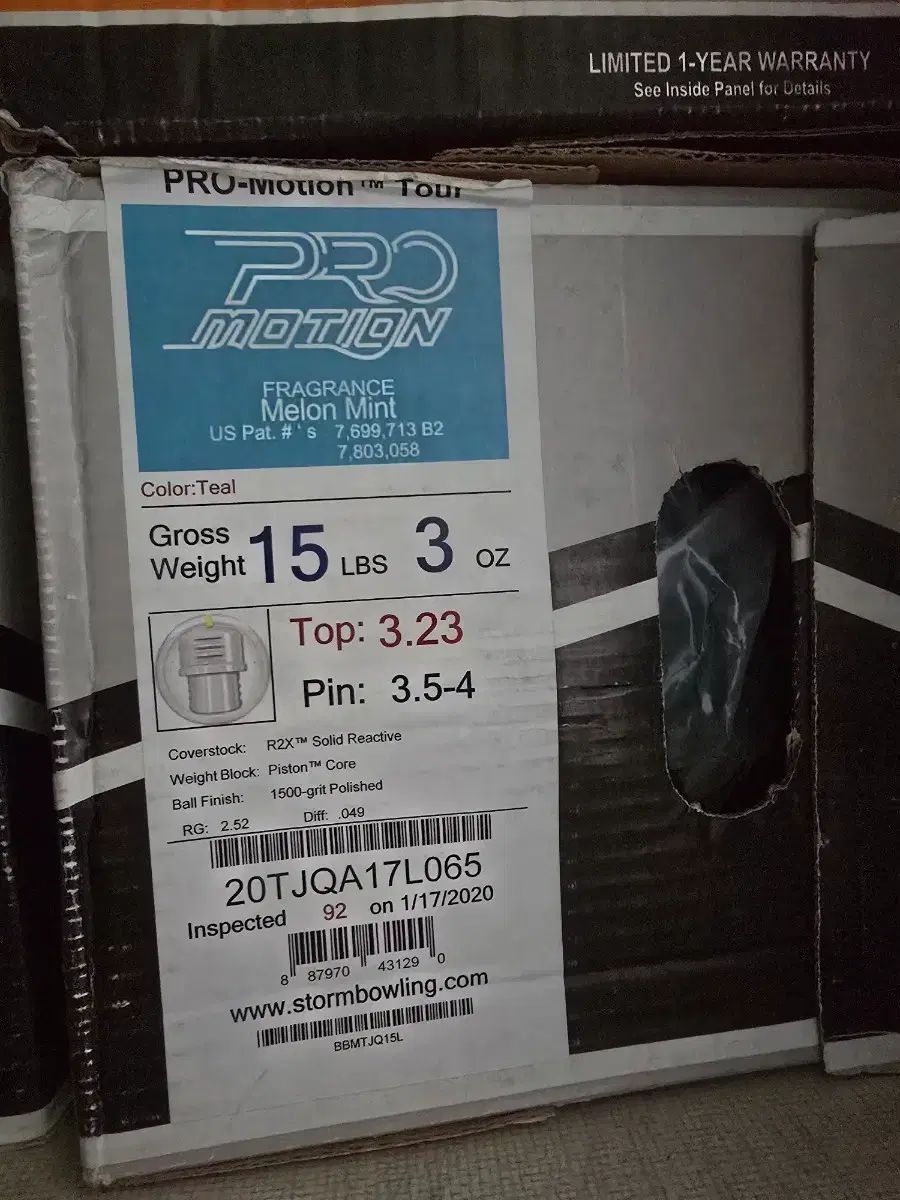 LIMITED 1-YEAR WARRANTY
See Inside Panel for Details
PRO-Motion™ Tour
PRO
MOTION
FRAGRANCE
Melon Mint
US Pat. # ' s 7,699,713 B2
7,803,058
Color:Teal
Gross
Weight 15 LBS 3 OZ
Top: 3.23
Pin: 3.5-4
Coverstock: R2X™ Solid Reactive
Weight Block: Piston™ Core
Ball Finish: 1500-grit Polished
RG: 2.52 Diff: .049
20TJQA17L065
Inspected 92 on 1/17/2020
8 87970 43129 0
www.stormbowling.com
BBMTJQ15L